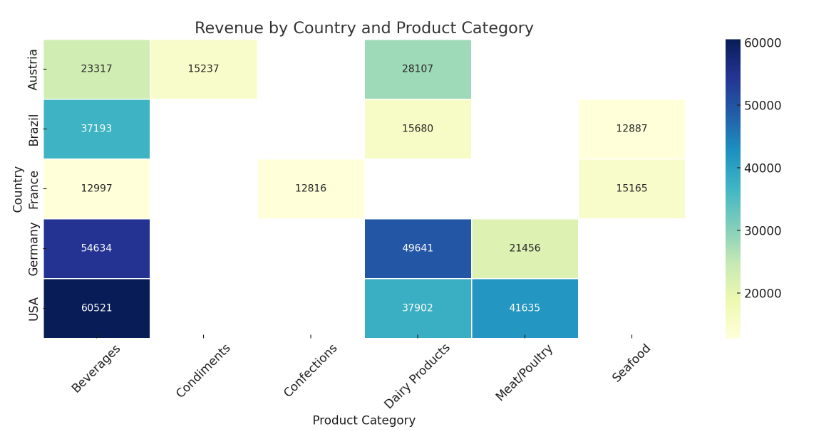 Revenue by Country and Product Category
Austria 23317 15237 28107
Brazil 37193 15680 12887
France 12997 12816 15165
Germany 54634 49641 21456
USA 60521 37902 41635
Country
Beverages Condiments Confections Dairy Products Meat/Poultry Seafood
Product Category
60000
50000
40000
30000
20000